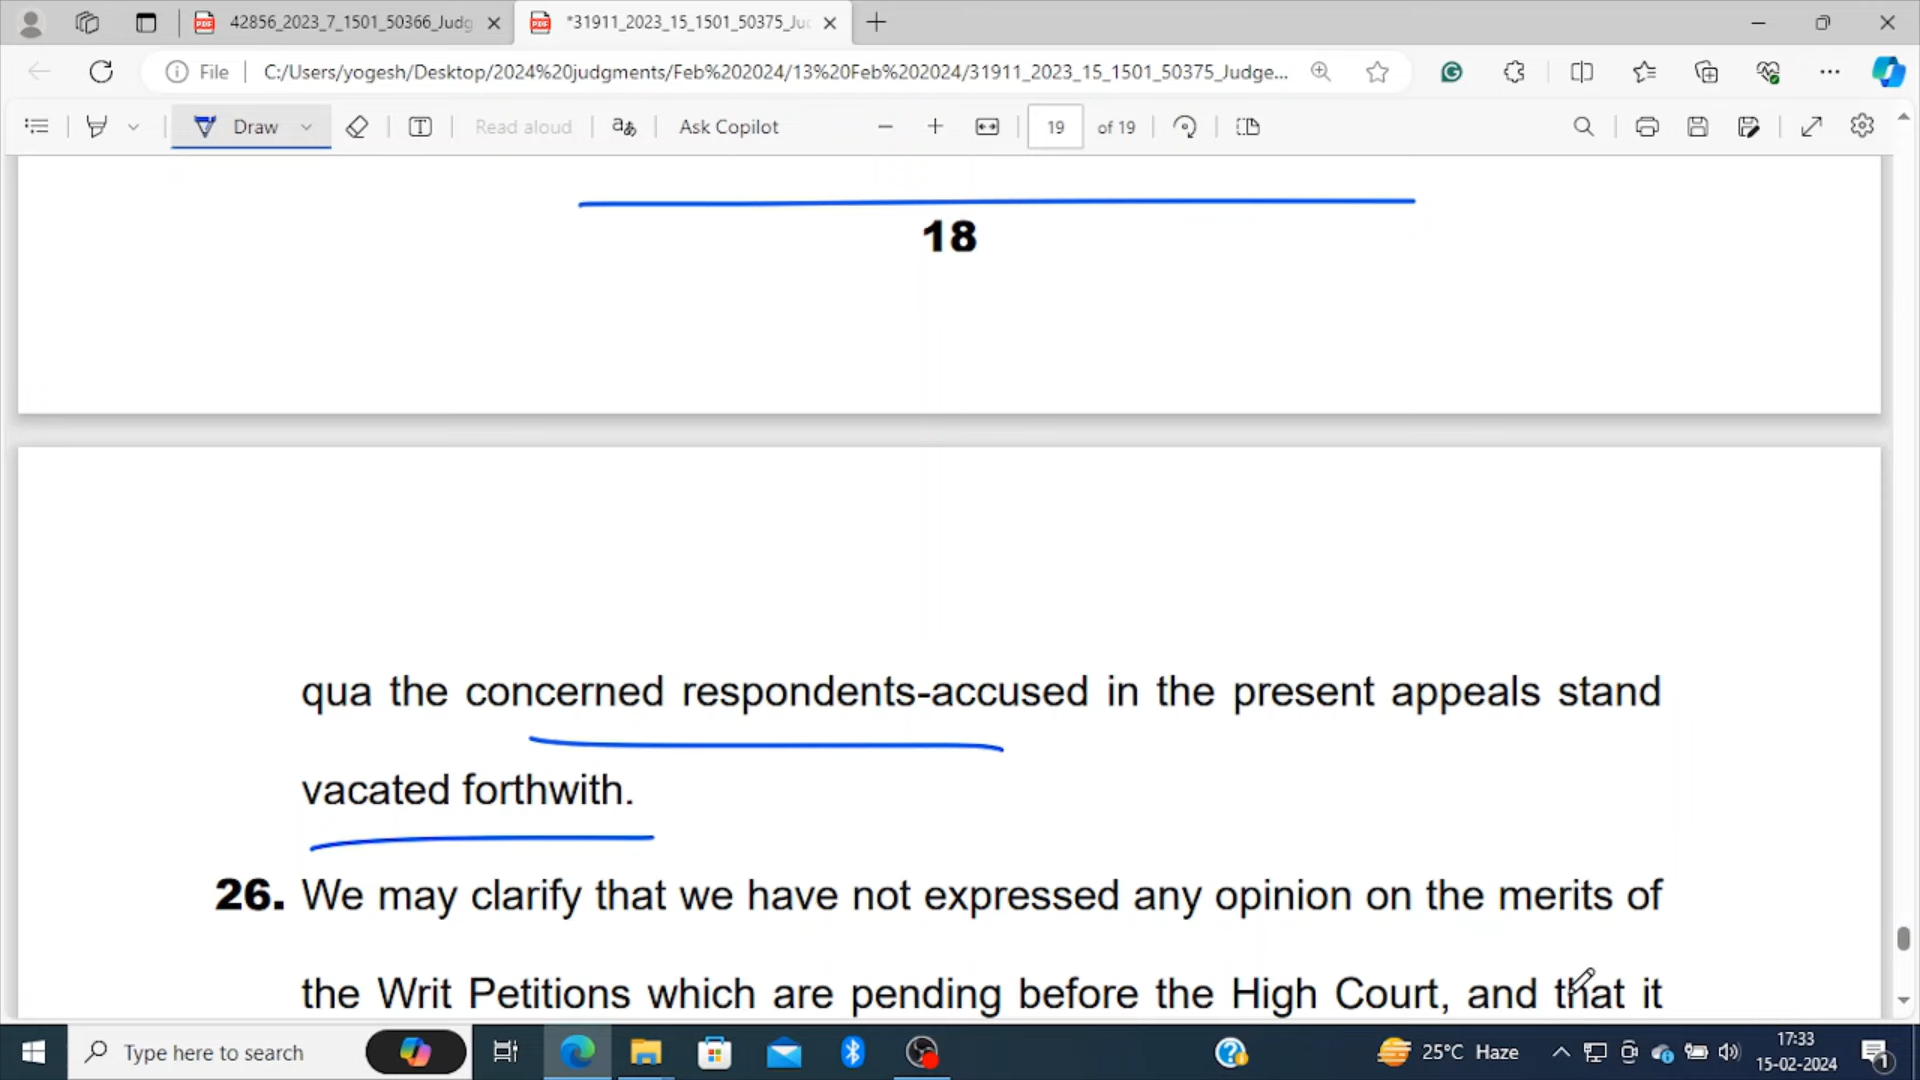 42856_2023_7_1501_50366_Judg
*31911_2023_15_1501_50375_Ju
File
C:/Users/yogesh/Desktop/2024%20judgments/Feb%202024/13%20Feb%202024/31911_2023_15_1501_50375_Judge...
Draw
Read aloud
Ask Copilot
19
of 19
18
qua the concerned respondents-accused in the present appeals stand
vacated forthwith.
26. We may clarify that we have not expressed any opinion on the merits of
the Writ Petitions which are pending before the High Court, and that it
Type here to search
25°C Haze
17:33
15-02-2024
1